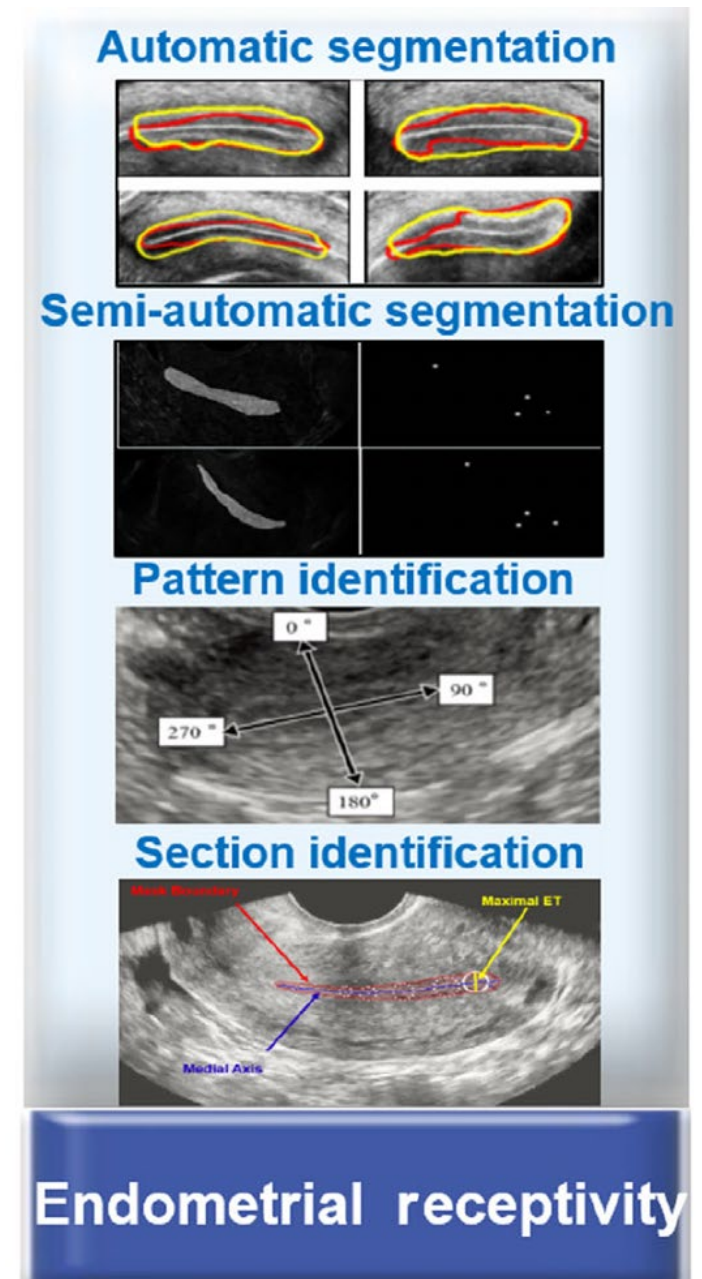 Automatic segmentation
Semi-automatic segmentation
Pattern identification
0 °
90 °
270 °
180°
Section identification
Mask Boundary
Maximal ET
Medial Axis
Endometrial receptivity